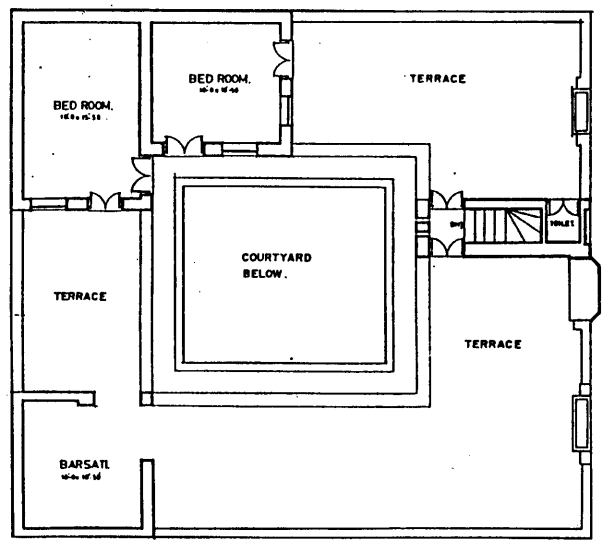 BED ROOM.
TERRACE
BED ROOM.
TOILET
COURTYARD
BELOW.
TERRACE
TERRACE
BARSATI.